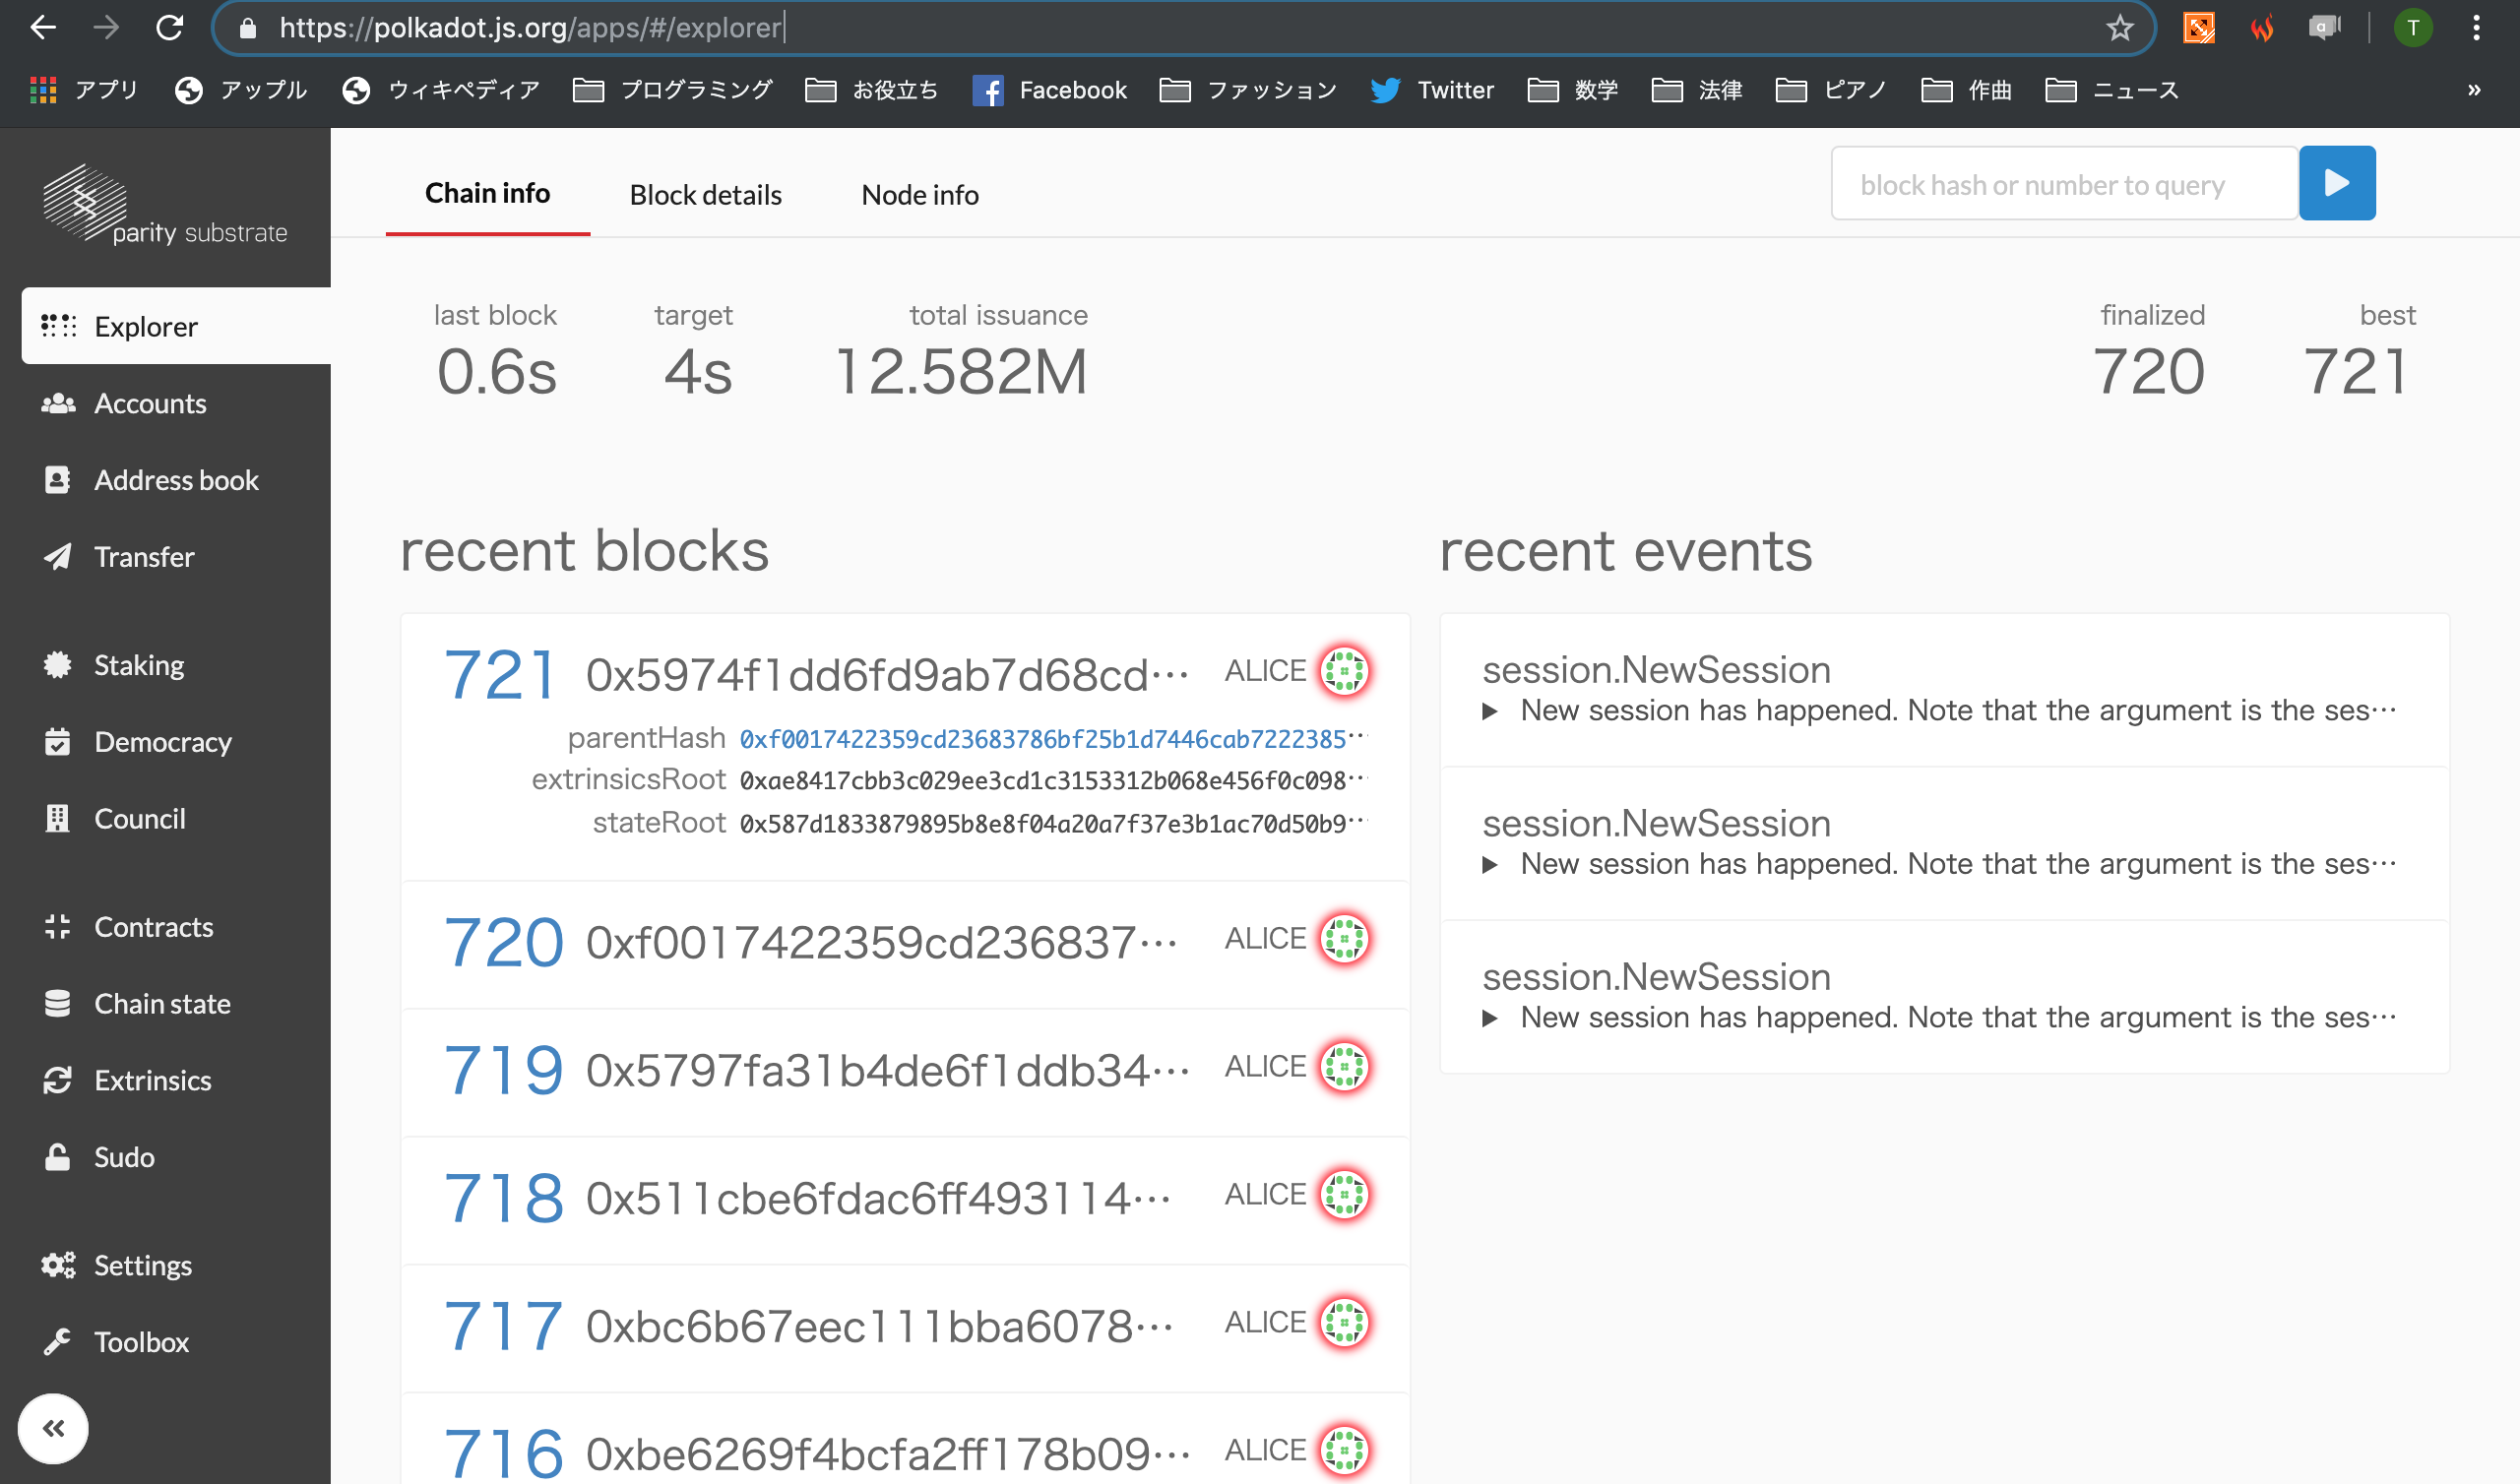 https://polkadot.js.org/apps/#/explorer
T
アプリ アップル ウィキペディア プログラミング お役立ち Facebook ファッション Twitter 数学 法律 ピアノ 作曲 ニュース »
parity substrate
Explorer
Accounts
Address book
Transfer
Staking
Democracy
Council
Contracts
Chain state
Extrinsics
Sudo
Settings
Toolbox
Chain info Block details Node info
block hash or number to query
last block target total issuance finalized best
0.6s 4s 12.582M 720 721
recent blocks
721 0x5974f1dd6fd9ab7d68cd… ALICE
parentHash 0xf0017422359cd23683786bf25b1d7446cab7222385…
extrinsicsRoot 0xae8417cbb3c029ee3cd1c3153312b068e456f0c098…
stateRoot 0x587d1833879895b8e8f04a20a7f37e3b1ac70d50b9…
720 0xf0017422359cd236837… ALICE
719 0x5797fa31b4de6f1ddb34… ALICE
718 0x511cbe6fdac6ff493114… ALICE
717 0xbc6b67eec111bba6078… ALICE
716 0xbe6269f4bcfa2ff178b09… ALICE
recent events
session.NewSession
New session has happened. Note that the argument is the ses…
session.NewSession
New session has happened. Note that the argument is the ses…
session.NewSession
New session has happened. Note that the argument is the ses…